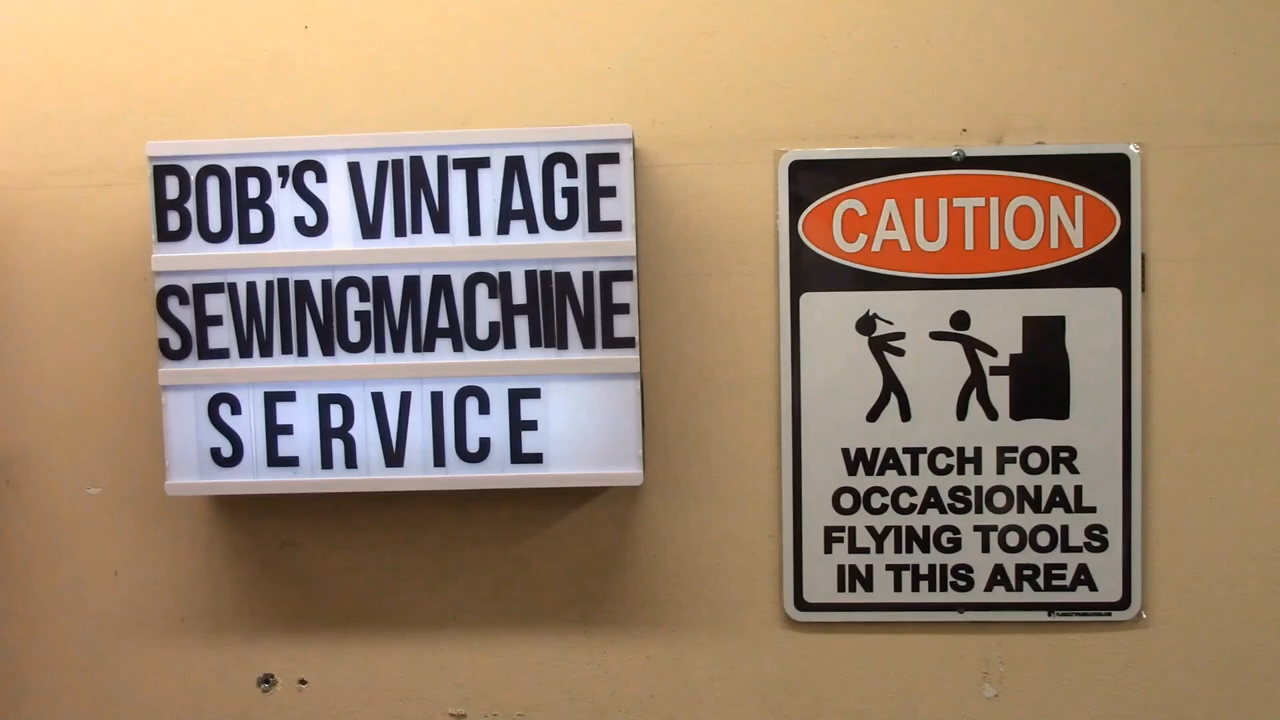 BOB'S VINTAGE
SEWINGMACHINE
SERVICE
CAUTION
WATCH FOR
OCCASIONAL
FLYING TOOLS
IN THIS AREA